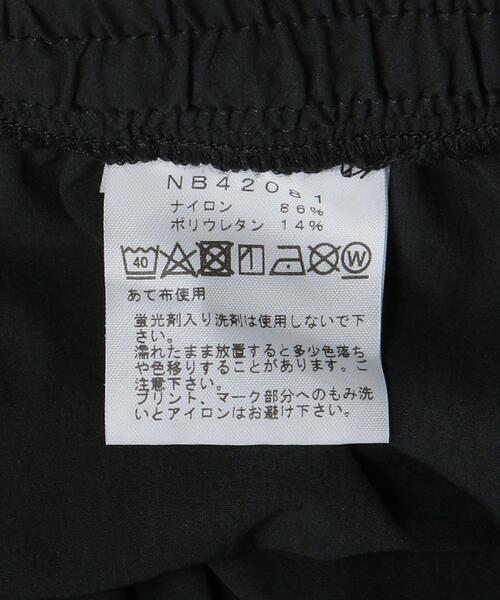 NB42081
ナイロン 86%
ポリウレタン 14%
40 W
あて布使用
蛍光剤入り洗剤は使用しないで下
さい。
濡れたまま放置すると多少色落ち
や色移りすることがあります。ご
注意下さい。
プリント、マーク部分へのもみ洗
いとアイロンはお避け下さい。